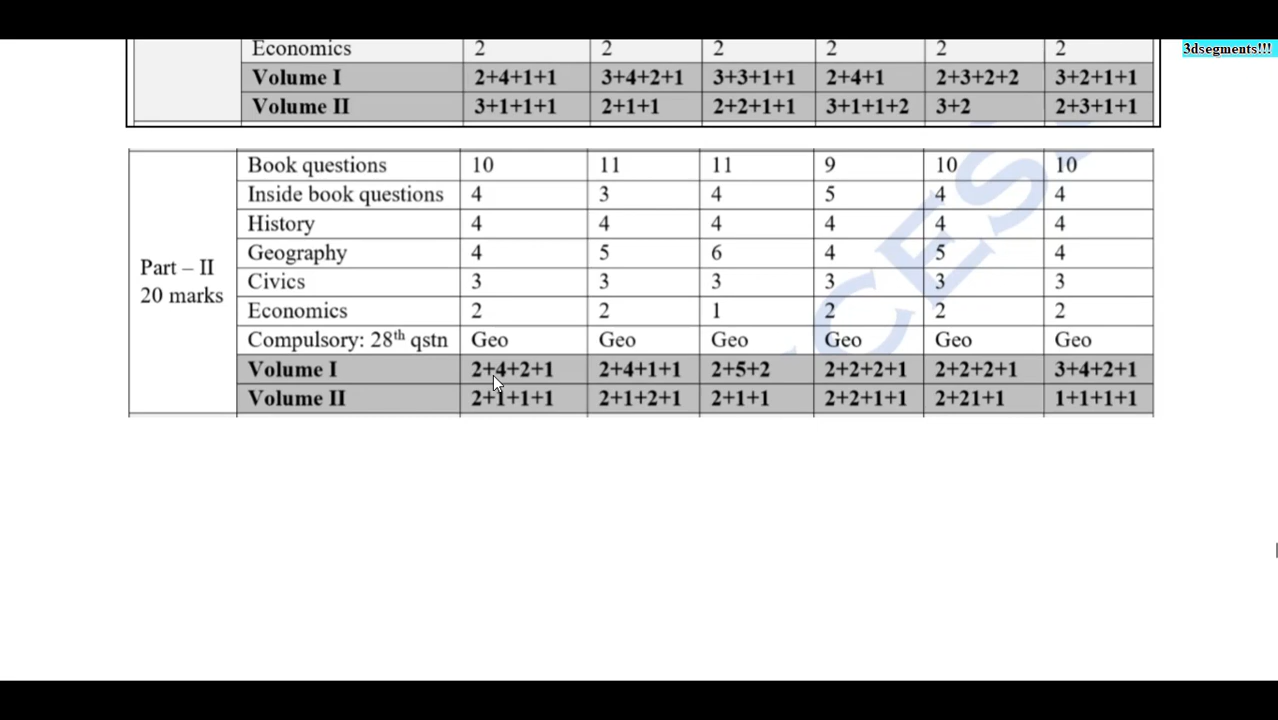 3dsegments!!!
Economics 2 2 2 2 2 2
Volume I 2+4+1+1 3+4+2+1 3+3+1+1 2+4+1 2+3+2+2 3+2+1+1
Volume II 3+1+1+1 2+1+1 2+2+1+1 3+1+1+2 3+2 2+3+1+1
Part – II
20 marks
Book questions 10 11 11 9 10 10
Inside book questions 4 3 4 5 4 4
History 4 4 4 4 4 4
Geography 4 5 6 4 5 4
Civics 3 3 3 3 3 3
Economics 2 2 1 2 2 2
Compulsory: 28th qstn Geo Geo Geo Geo Geo Geo
Volume I 2+4+2+1 2+4+1+1 2+5+2 2+2+2+1 2+2+2+1 3+4+2+1
Volume II 2+1+1+1 2+1+2+1 2+1+1 2+2+1+1 2+21+1 1+1+1+1